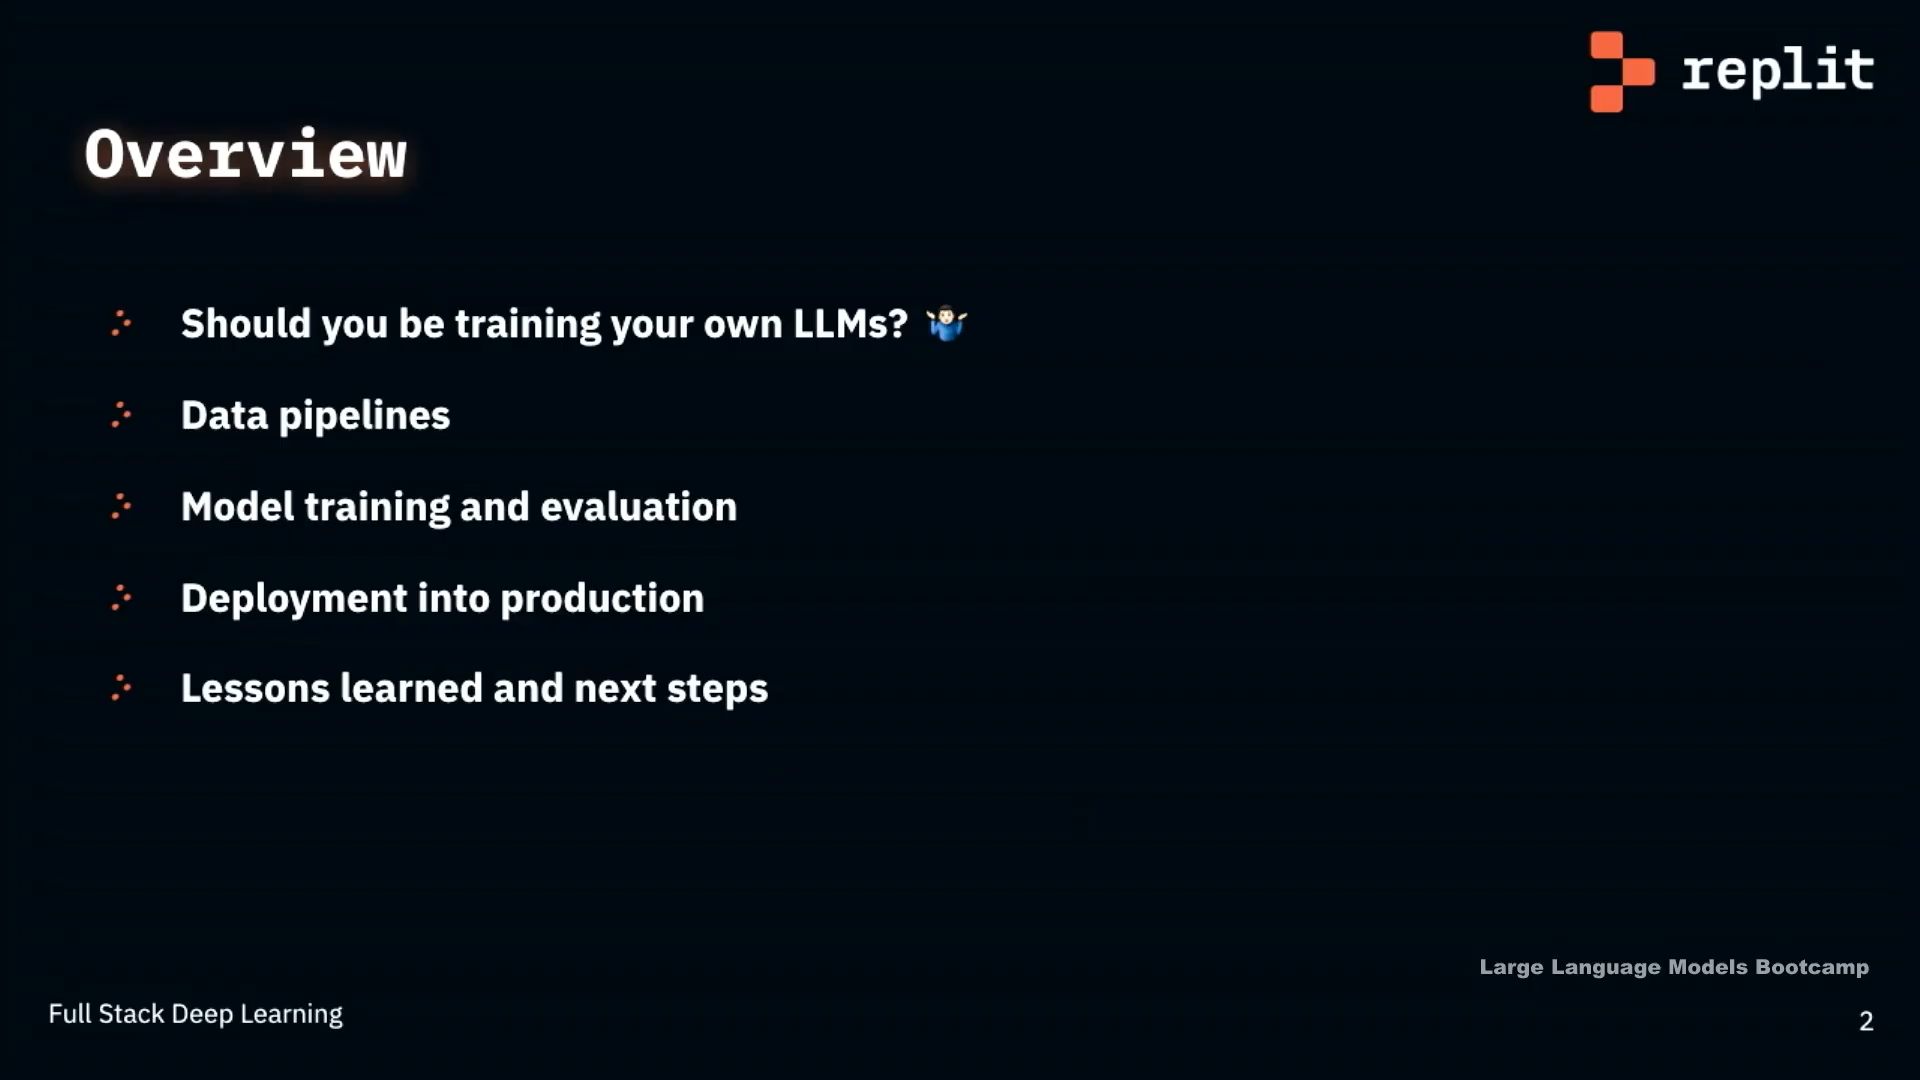 replit
Overview
Should you be training your own LLMs? 🤷🏻‍♂️
Data pipelines
Model training and evaluation
Deployment into production
Lessons learned and next steps
Large Language Models Bootcamp
Full Stack Deep Learning
2